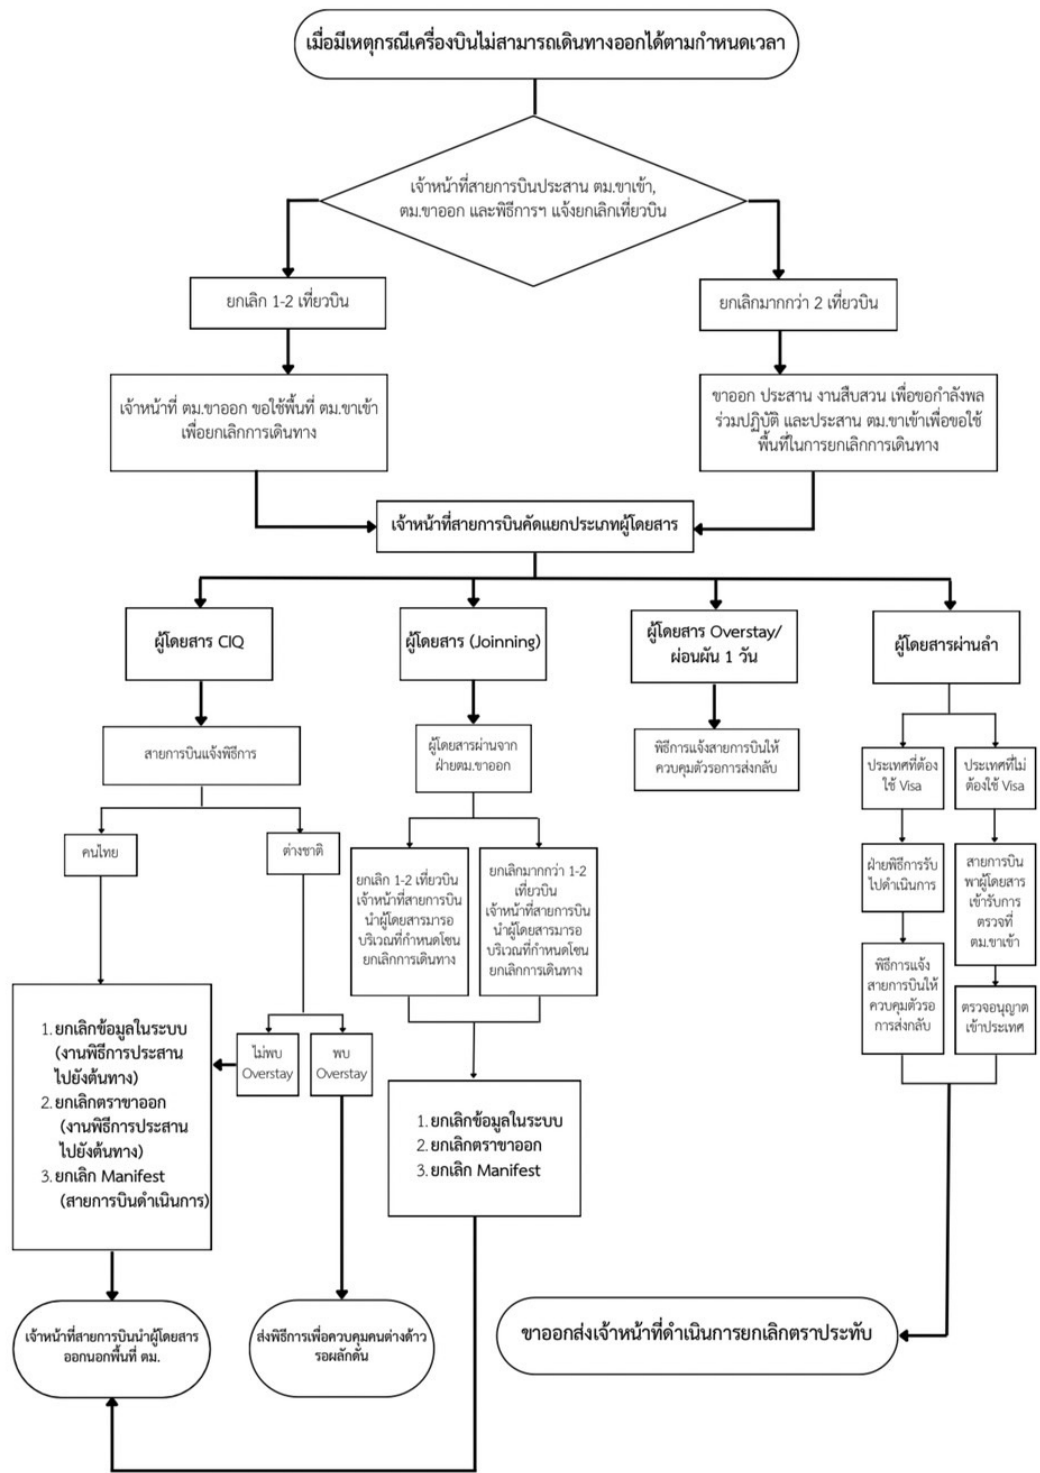 เมื่อมีเหตุกรณีเครื่องบินไม่สามารถเดินทางออกได้ตามกำหนดเวลา
เจ้าหน้าที่สายการบินประสาน ตม.ขาเข้า,
ตม.ขาออก และพิธีการฯ แจ้งยกเลิกเที่ยวบิน
ยกเลิก 1-2 เที่ยวบิน
ยกเลิกมากกว่า 2 เที่ยวบิน
เจ้าหน้าที่ ตม.ขาออก ขอใช้พื้นที่ ตม.ขาเข้า
เพื่อยกเลิกการเดินทาง
ขาออก ประสาน งานสืบสวน เพื่อขอกำลังพล
ร่วมปฏิบัติ และประสาน ตม.ขาเข้าเพื่อขอใช้
พื้นที่ในการยกเลิกการเดินทาง
เจ้าหน้าที่สายการบินคัดแยกประเภทผู้โดยสาร
ผู้โดยสาร CIQ
ผู้โดยสาร (Joinning)
ผู้โดยสาร Overstay/
ผ่อนผัน 1 วัน
ผู้โดยสารผ่านลำ
สายการบินแจ้งพิธีการ
ผู้โดยสารผ่านจาก
ฝ่ายตม.ขาออก
พิธีการแจ้งสายการบินให้
ควบคุมตัวรอการส่งกลับ
ประเทศที่ต้อง
ใช้ Visa
ประเทศที่ไม่
ต้องใช้ Visa
คนไทย
ต่างชาติ
ยกเลิก 1-2 เที่ยวบิน
เจ้าหน้าที่สายการบิน
นำผู้โดยสารมารอ
บริเวณที่กำหนดโซน
ยกเลิกการเดินทาง
ยกเลิกมากกว่า 1-2
เที่ยวบิน
เจ้าหน้าที่สายการบิน
นำผู้โดยสารมารอ
บริเวณที่กำหนดโซน
ยกเลิกการเดินทาง
ฝ่ายพิธีการรับ
ไปดำเนินการ
สายการบิน
พาผู้โดยสาร
เข้ารับการ
ตรวจที่
ตม.ขาเข้า
พิธีการแจ้ง
สายการบินให้
ควบคุมตัวรอ
การส่งกลับ
ตรวจอนุญาต
เข้าประเทศ
1. ยกเลิกข้อมูลในระบบ
(งานพิธีการประสาน
ไปยังต้นทาง)
2. ยกเลิกตราขาออก
(งานพิธีการประสาน
ไปยังต้นทาง)
3. ยกเลิก Manifest
(สายการบินดำเนินการ)
ไม่พบ
Overstay
พบ
Overstay
1. ยกเลิกข้อมูลในระบบ
2. ยกเลิกตราขาออก
3. ยกเลิก Manifest
เจ้าหน้าที่สายการบินนำผู้โดยสาร
ออกนอกพื้นที่ ตม.
ส่งพิธีการเพื่อควบคุมคนต่างด้าว
รอผลักดัน
ขาออกส่งเจ้าหน้าที่ดำเนินการยกเลิกตราประทับ